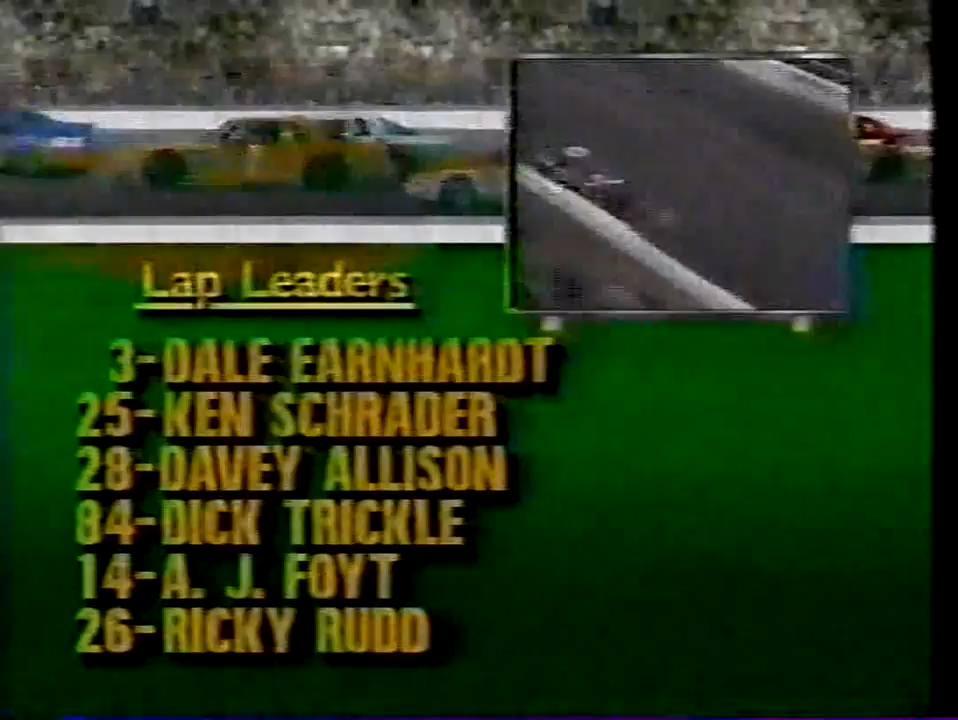 Lap Leaders
3-DALE EARNHARDT
25-KEN SCHRADER
28-DAVEY ALLISON
84-DICK TRICKLE
14-A. J. FOYT
26-RICKY RUDD